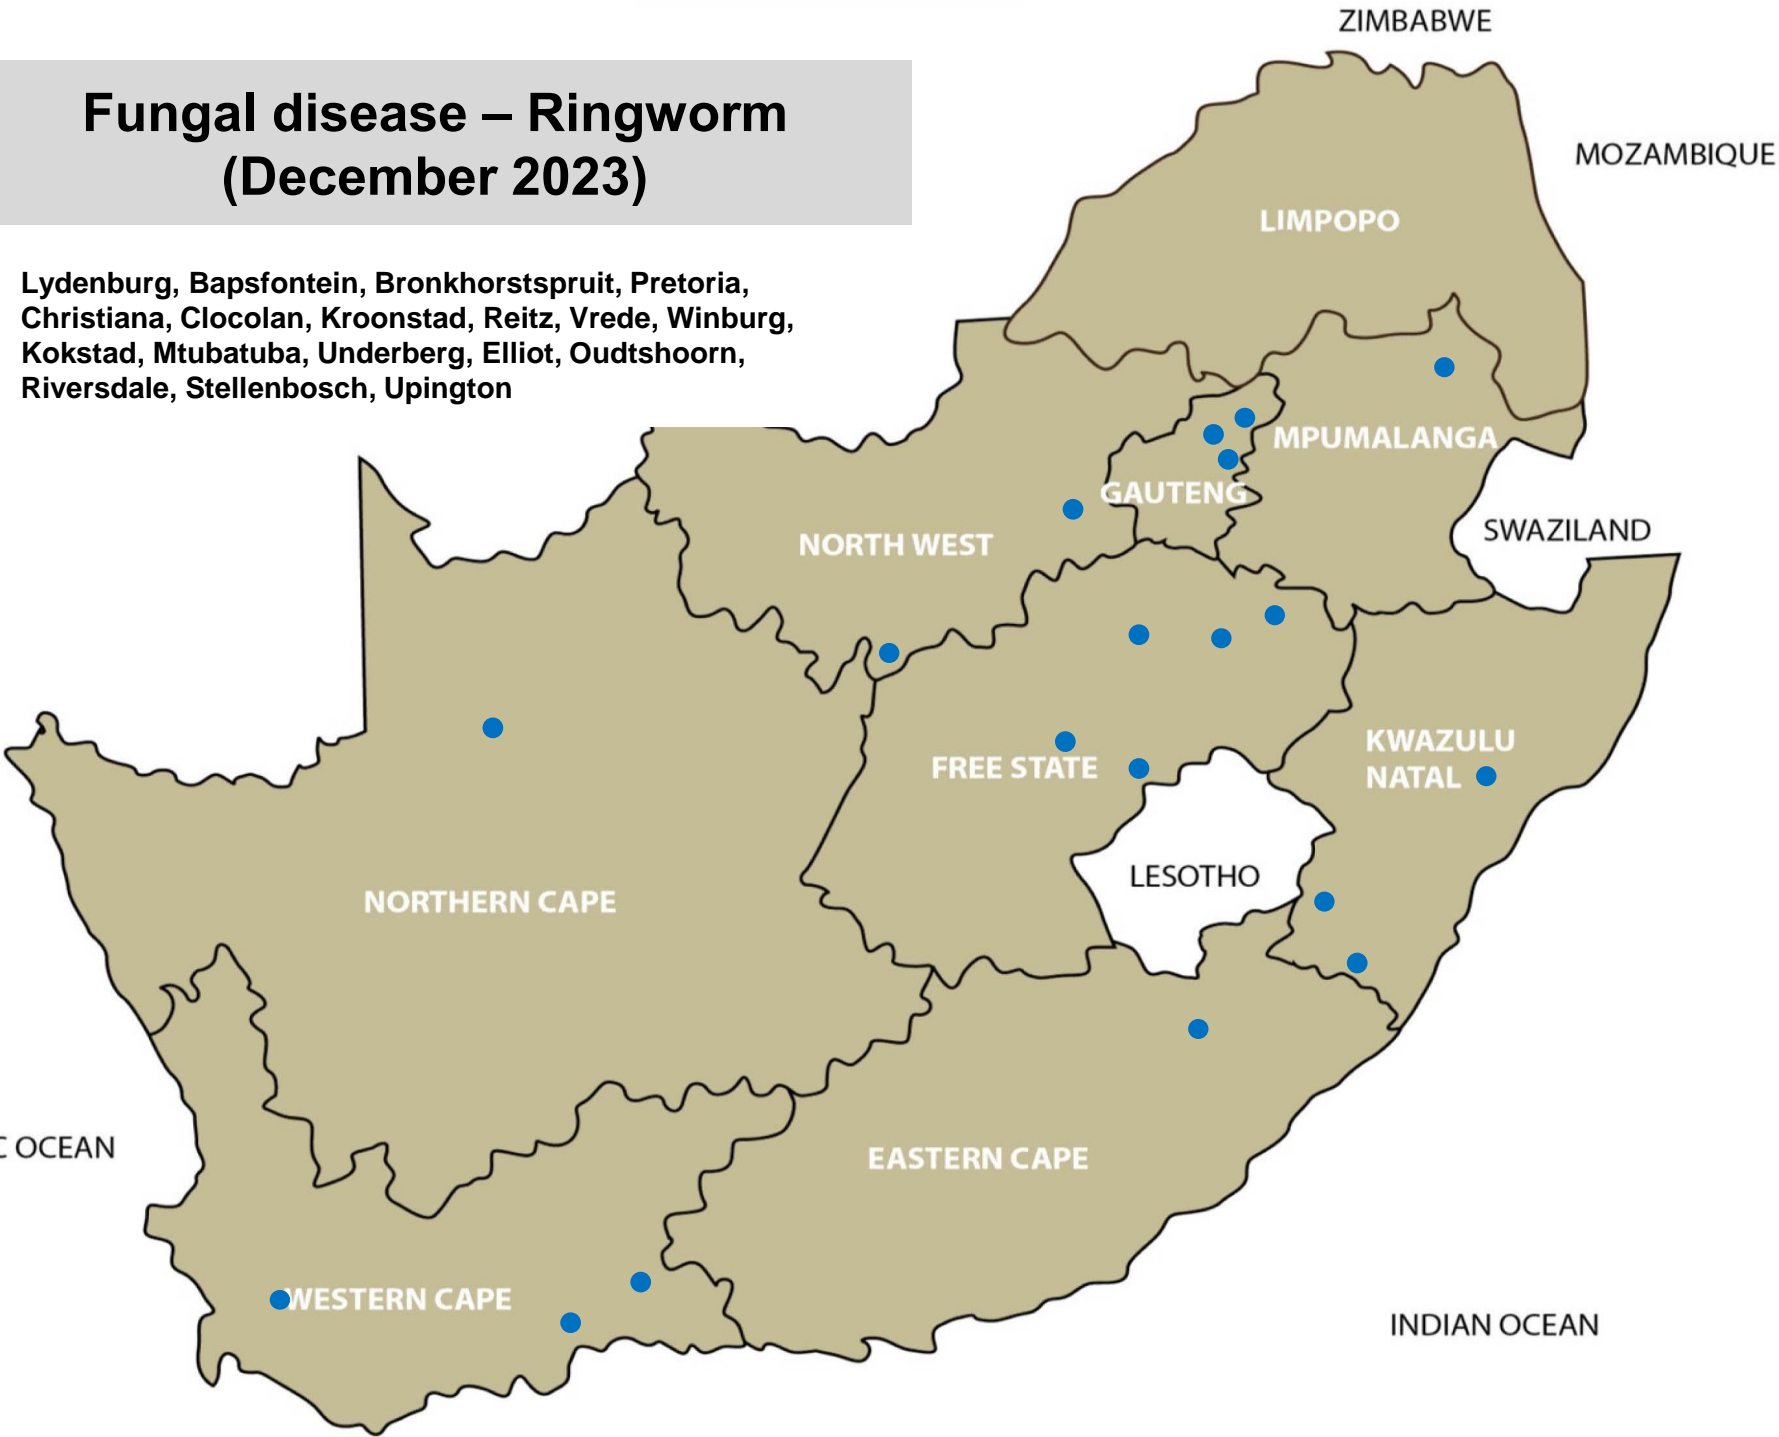 ZIMBABWE
Fungal disease – Ringworm
(December 2023)
MOZAMBIQUE
LIMPOPO
Lydenburg, Bapsfontein, Bronkhorstspruit, Pretoria,
Christiana, Clocolan, Kroonstad, Reitz, Vrede, Winburg,
Kokstad, Mtubatuba, Underberg, Elliot, Oudtshoorn,
Riversdale, Stellenbosch, Upington
MPUMALANGA
GAUTENG
NORTH WEST
SWAZILAND
KWAZULU
NATAL
FREE STATE
LESOTHO
NORTHERN CAPE
C OCEAN
EASTERN CAPE
WESTERN CAPE
INDIAN OCEAN